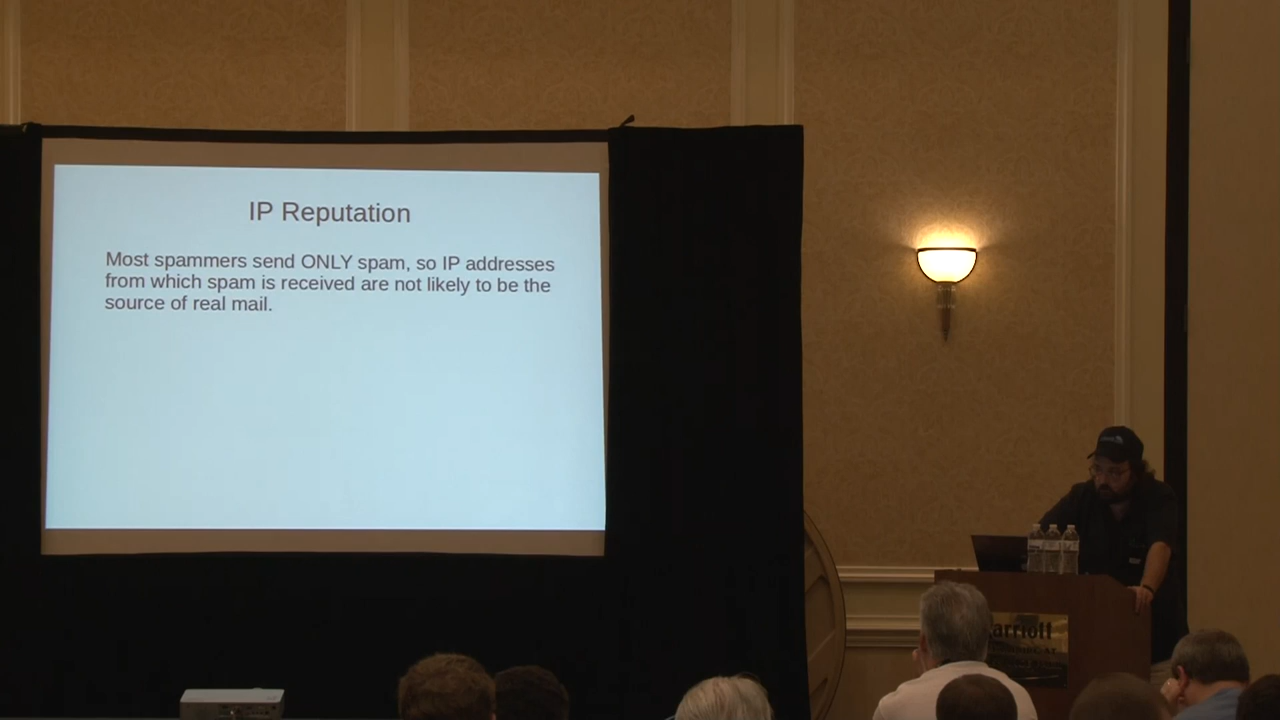 IP Reputation
Most spammers send ONLY spam, so IP addresses
from which spam is received are not likely to be the
source of real mail.
arriott